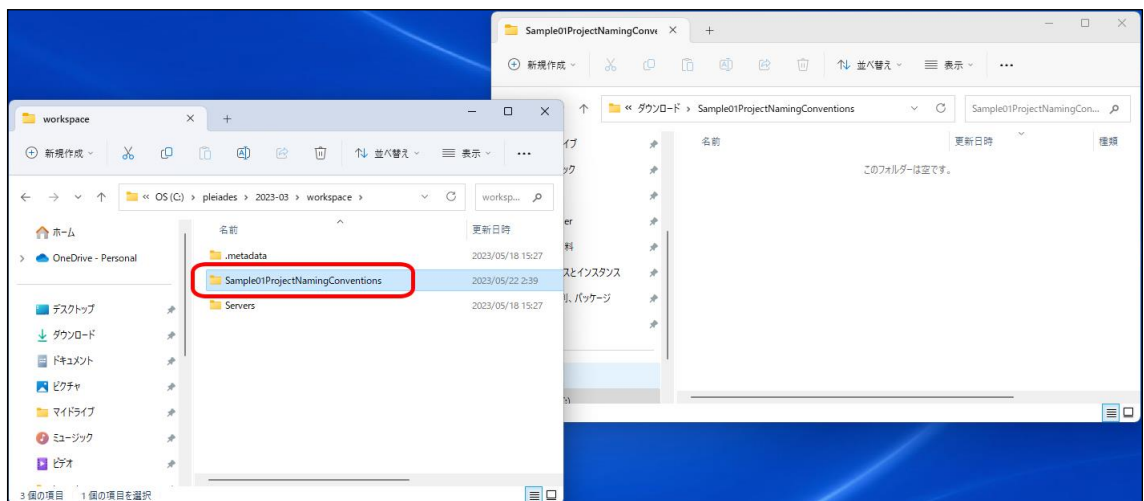 Sample01ProjectNamingConve
新規作成
並べ替え
表示
« ダウンロード › Sample01ProjectNamingConventions
Sample01ProjectNamingCon...
名前
更新日時
種類
このフォルダーは空です。
イブ
ック
er
料
スとインスタンス
、パッケージ
workspace
新規作成
並べ替え
表示
« OS (C:) › pleiades › 2023-03 › workspace ›
worksp...
ホーム
OneDrive - Personal
デスクトップ
ダウンロード
ドキュメント
ピクチャ
マイドライブ
ミュージック
ビデオ
名前
更新日時
.metadata
2023/05/18 15:27
Sample01ProjectNamingConventions
2023/05/22 2:39
Servers
2023/05/18 15:27
3 個の項目
1 個の項目を選択